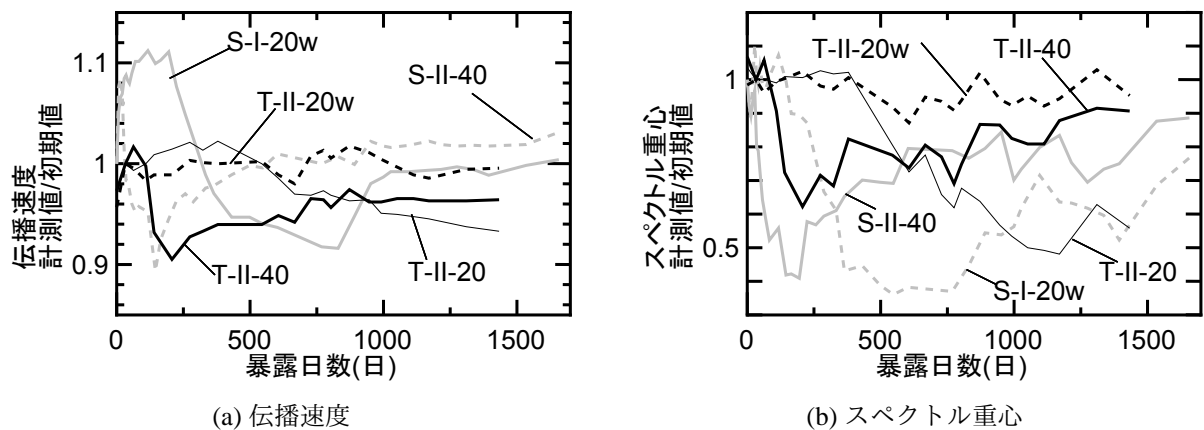 1.1
1
0.9
伝播速度
計測値/初期値
S-I-20w
S-II-40
T-II-20w
T-II-40
T-II-20
0
500
1000
1500
暴露日数(日)
(a) 伝播速度
1
0.5
スペクトル重心
計測値/初期値
T-II-20w
T-II-40
S-II-40
S-I-20w
T-II-20
0
500
1000
1500
暴露日数(日)
(b) スペクトル重心